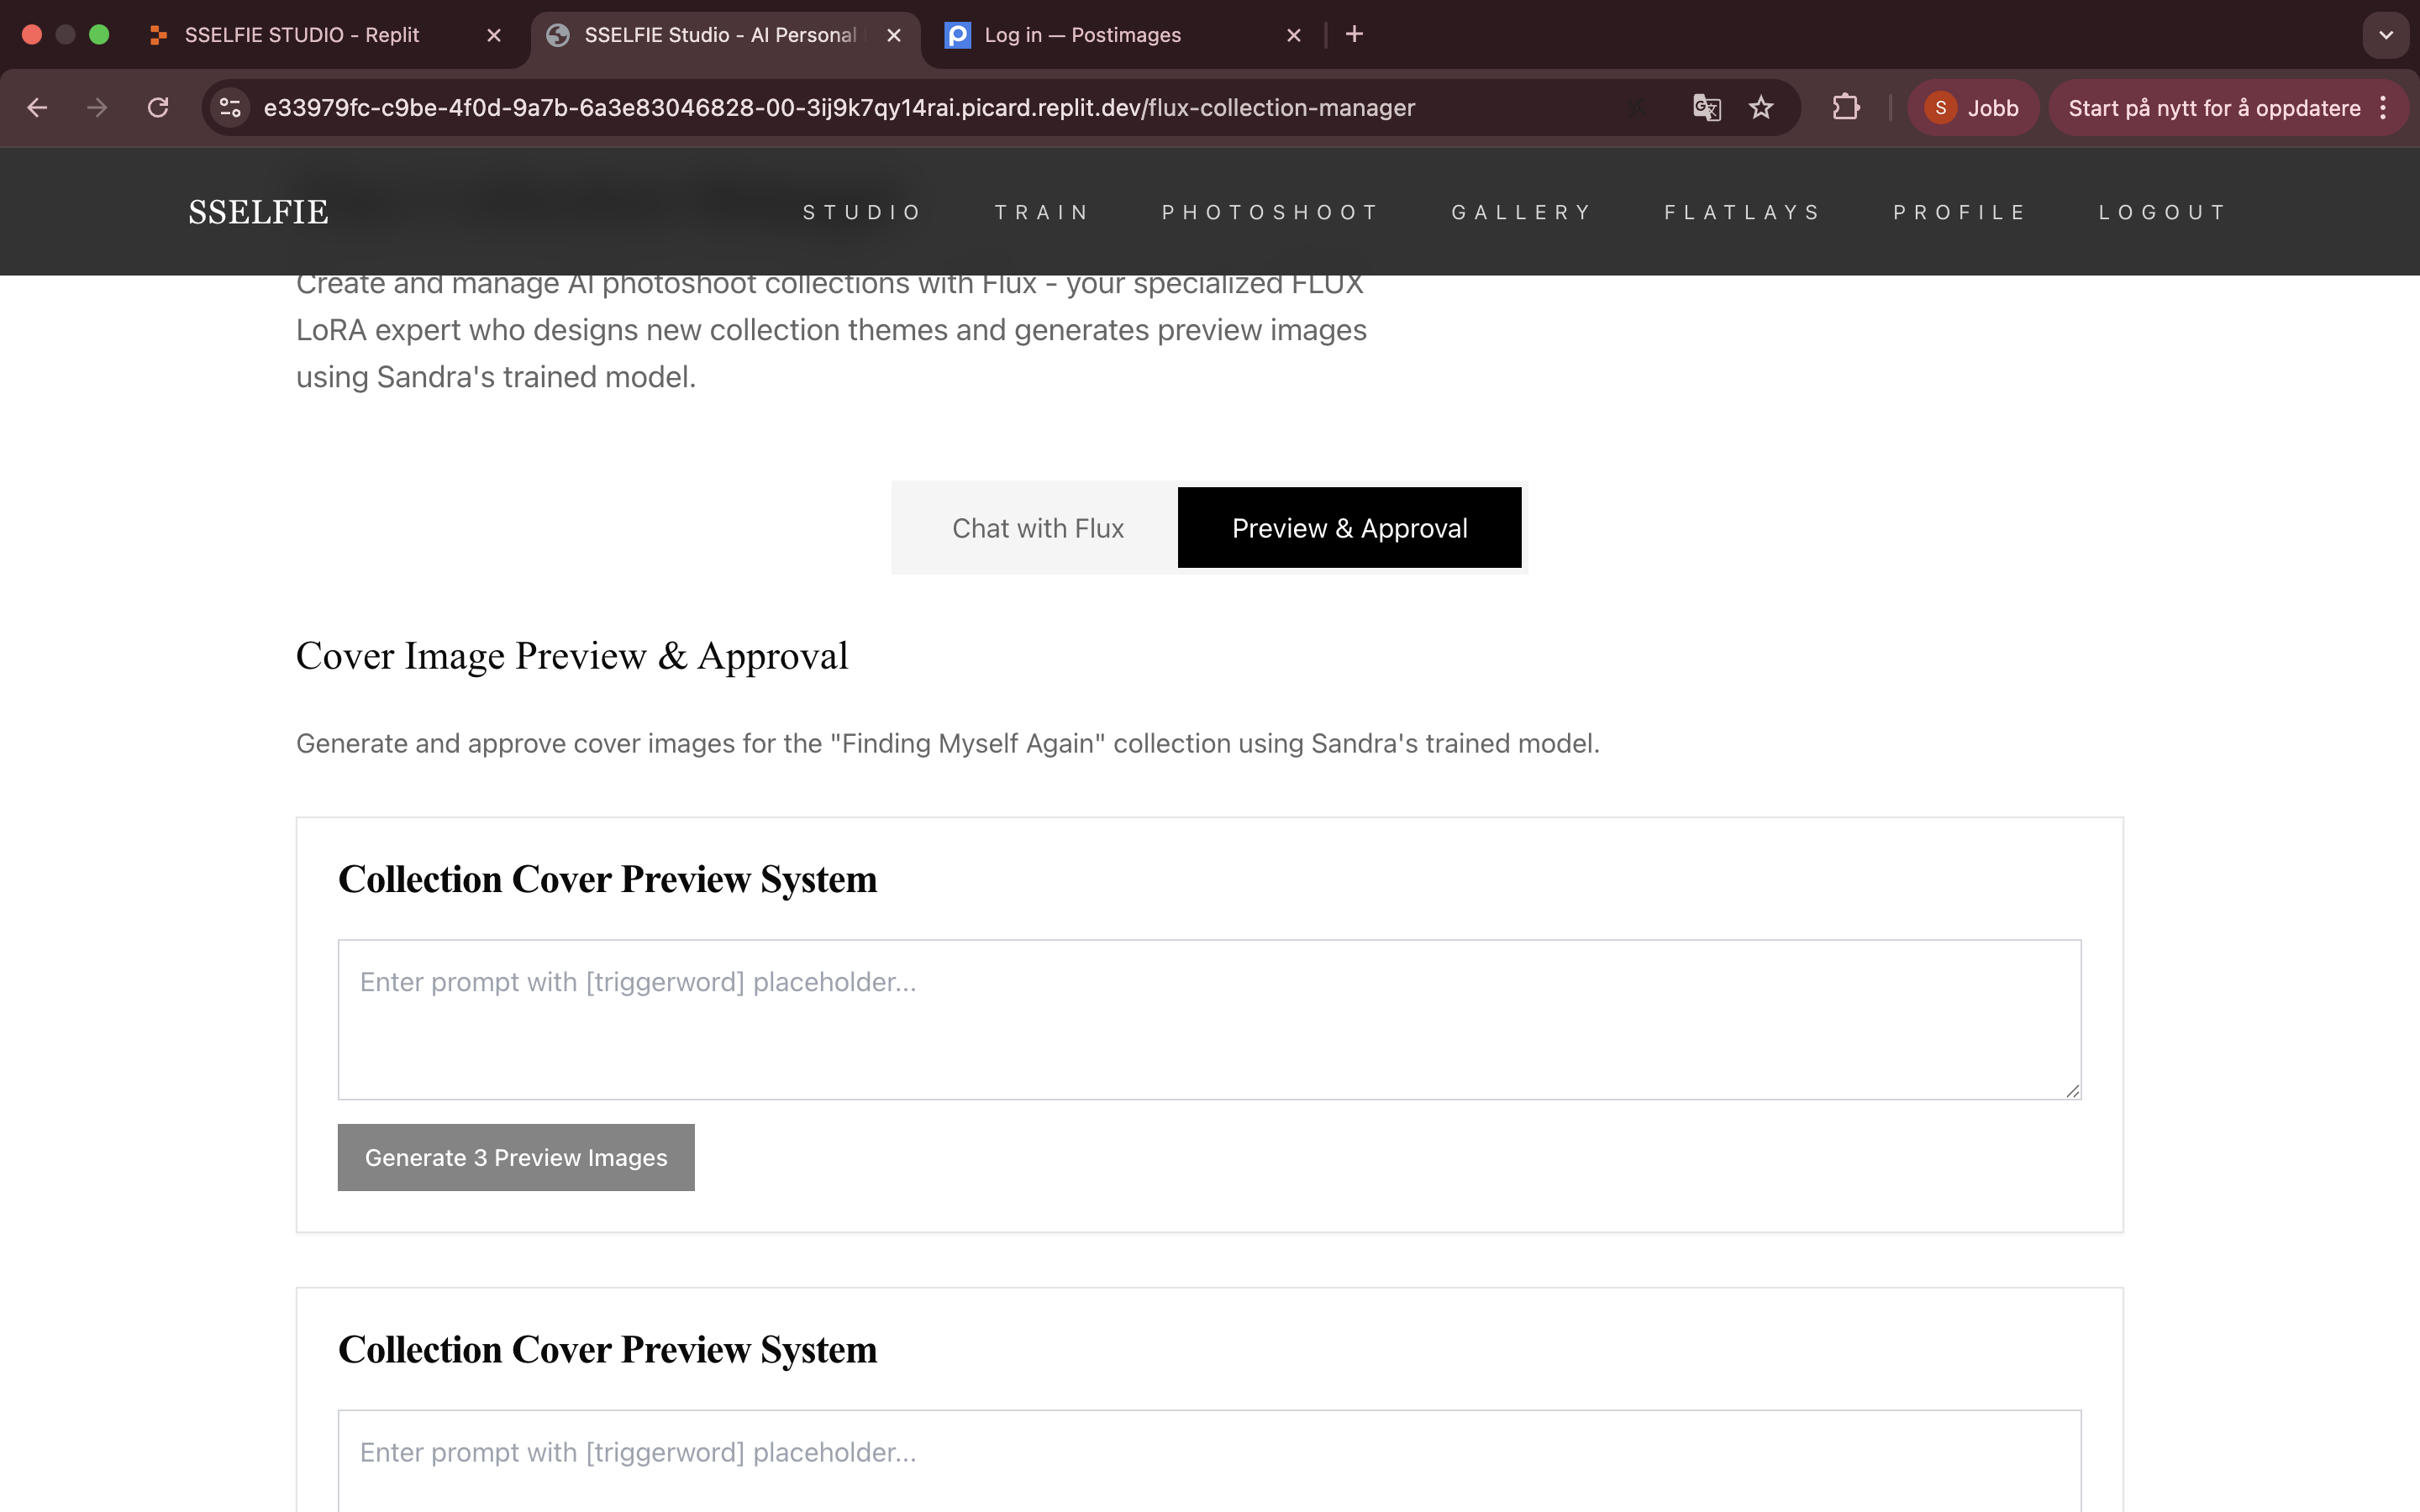 SSELFIE STUDIO - Replit
SSELFIE Studio - AI Personal
Log in — Postimages
e33979fc-c9be-4f0d-9a7b-6a3e83046828-00-3ij9k7qy14rai.picard.replit.dev/flux-collection-manager
S Jobb
Start på nytt for å oppdatere
SSELFIE
STUDIO TRAIN PHOTOSHOOT GALLERY FLATLAYS PROFILE LOGOUT
Create and manage AI photoshoot collections with Flux - your specialized FLUX
LoRA expert who designs new collection themes and generates preview images
using Sandra's trained model.
Chat with Flux
Preview & Approval
Cover Image Preview & Approval
Generate and approve cover images for the "Finding Myself Again" collection using Sandra's trained model.
Collection Cover Preview System
Enter prompt with [triggerword] placeholder...
Generate 3 Preview Images
Collection Cover Preview System
Enter prompt with [triggerword] placeholder...